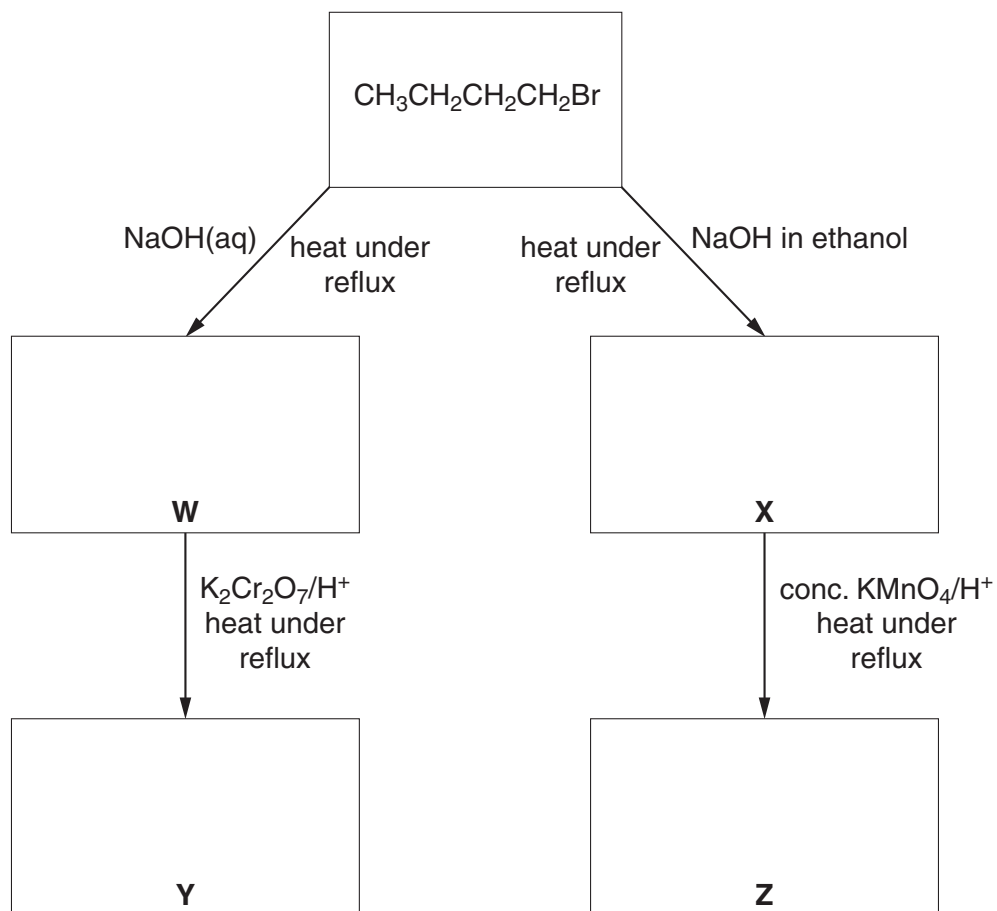 CH₃CH₂CH₂CH₂Br
NaOH(aq)
heat under
reflux
heat under
reflux
NaOH in ethanol
W
X
K₂Cr₂O₇/H⁺
heat under
reflux
conc. KMnO₄/H⁺
heat under
reflux
Y
Z